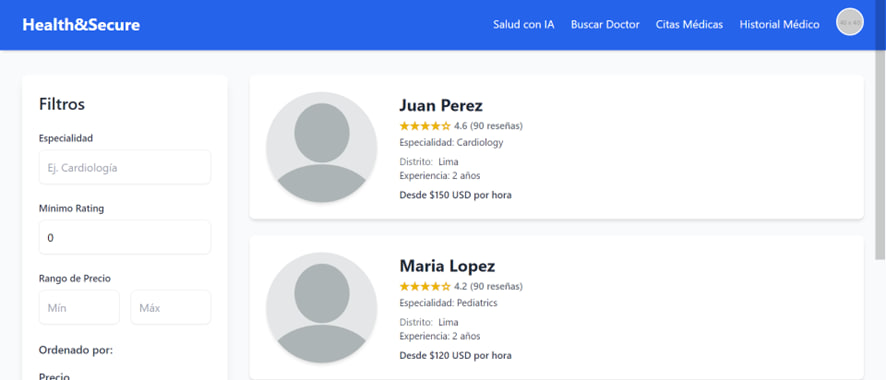 Health&Secure
Salud con IA
Buscar Doctor
Citas Médicas
Historial Médico
40 x 40
Filtros
Especialidad
Ej. Cardiología
Mínimo Rating
0
Rango de Precio
Mín
Máx
Ordenado por:
Precio
Juan Perez
★★★★☆ 4.6 (90 reseñas)
Especialidad: Cardiology
Distrito: Lima
Experiencia: 2 años
Desde $150 USD por hora
Maria Lopez
★★★★☆ 4.2 (90 reseñas)
Especialidad: Pediatrics
Distrito: Lima
Experiencia: 2 años
Desde $120 USD por hora